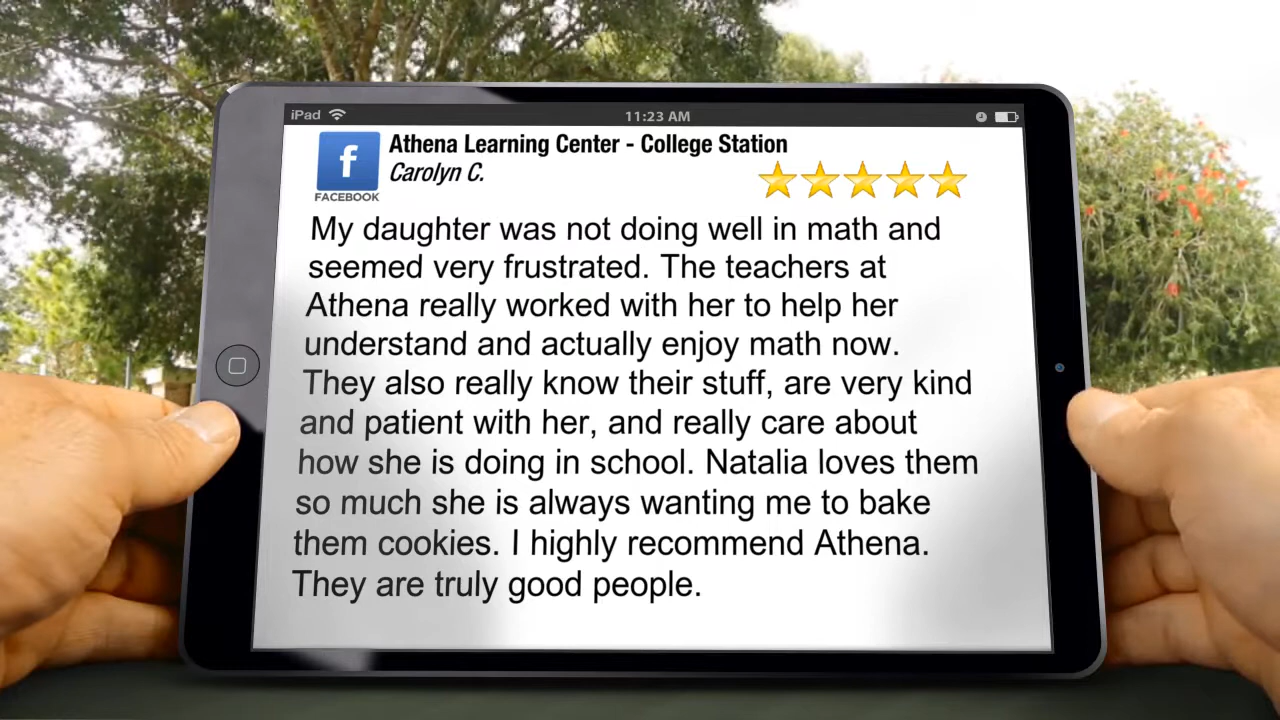 iPad 11:23 AM
f
FACEBOOK
Athena Learning Center - College Station
Carolyn C.
My daughter was not doing well in math and
seemed very frustrated. The teachers at
Athena really worked with her to help her
understand and actually enjoy math now.
They also really know their stuff, are very kind
and patient with her, and really care about
how she is doing in school. Natalia loves them
so much she is always wanting me to bake
them cookies. I highly recommend Athena.
They are truly good people.